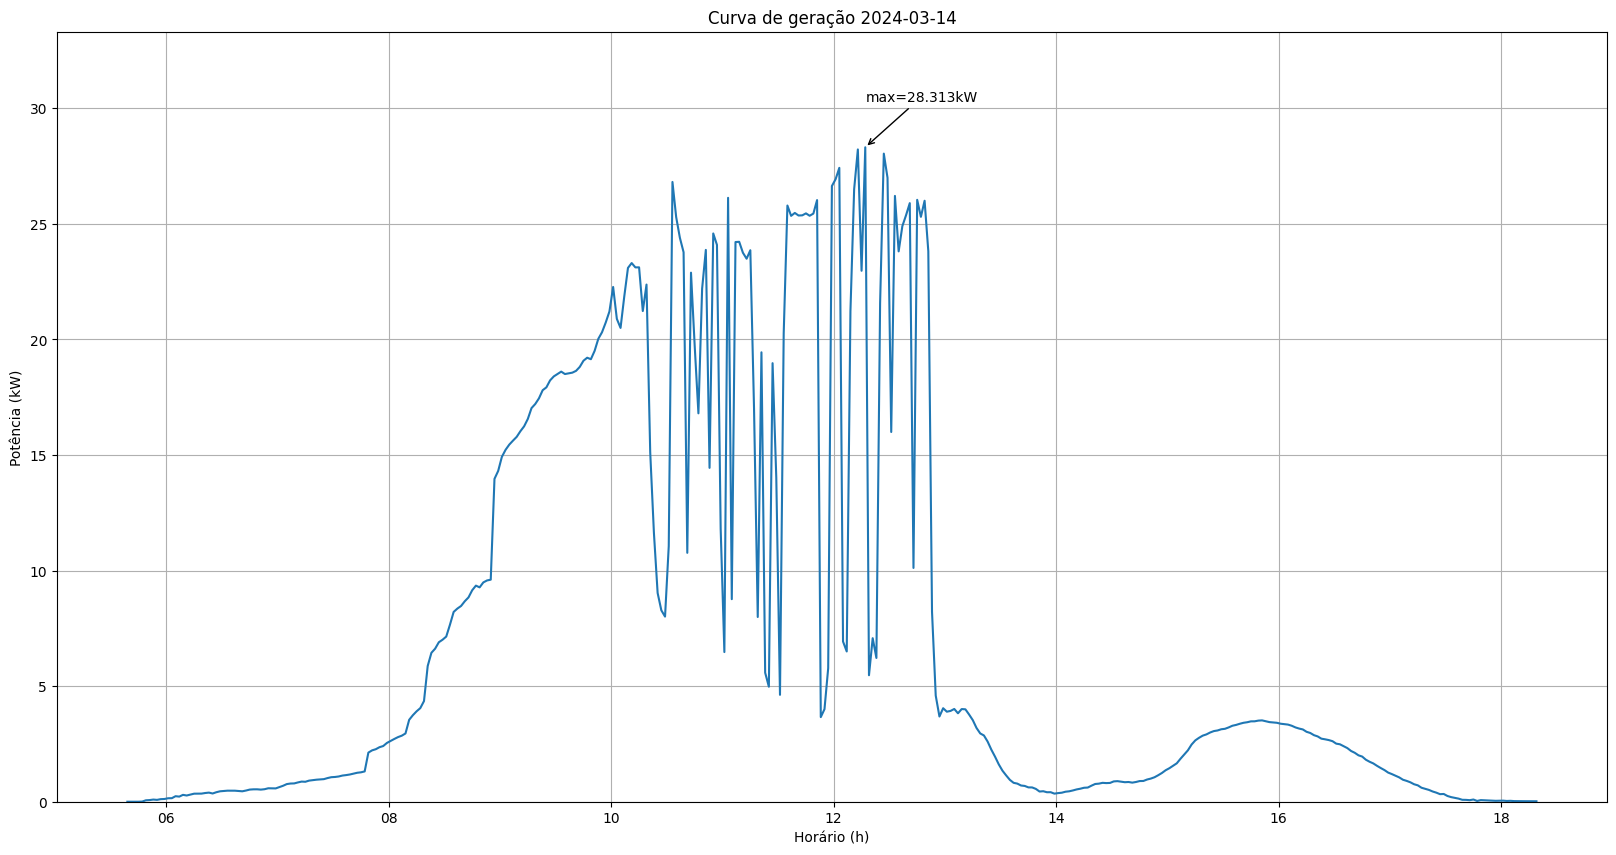 Curva de geração 2024-03-14
max=28.313kW
Potência (kW)
30
25
20
15
10
5
0
06 08 10 12 14 16 18
Horário (h)